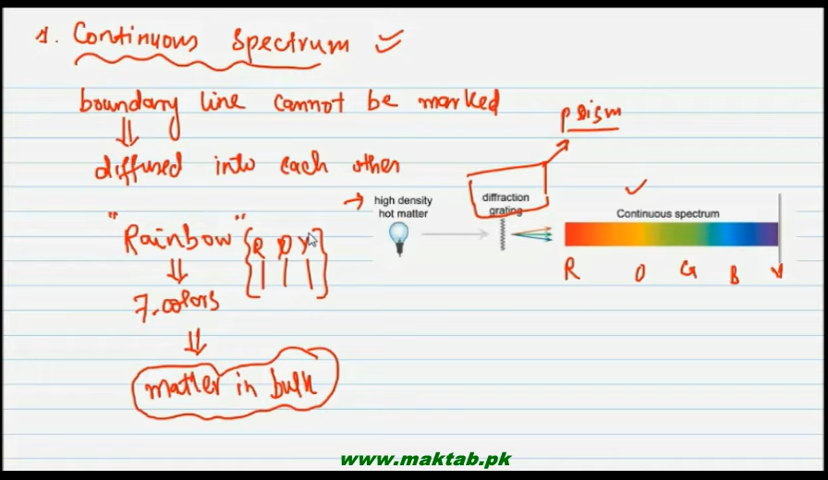 1. Continuous Spectrum
boundary line cannot be marked
diffused into each other
prism
"Rainbow" { R O Y }
7. colors
matter in bulk
high density
hot matter
diffraction
grating
Continuous spectrum
R O G B V
www.maktab.pk